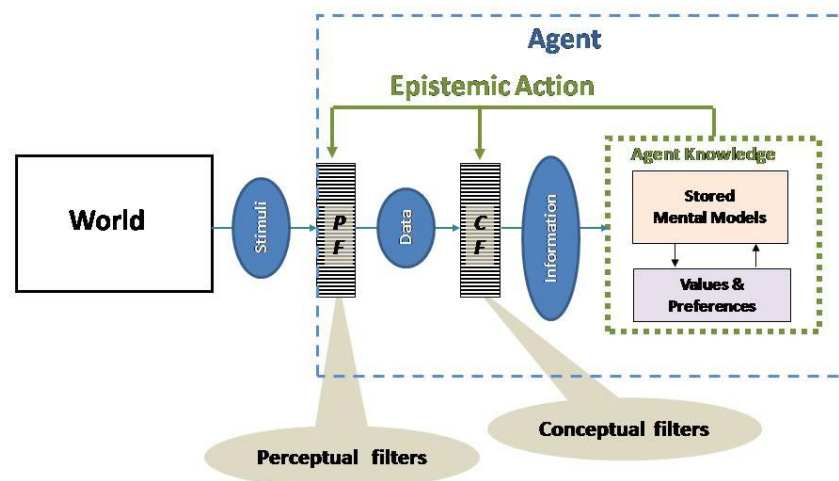 Agent
Epistemic Action
Agent Knowledge
World
Stimuli
P
F
Data
C
F
Information
Stored
Mental Models
Values &
Preferences
Perceptual filters
Conceptual filters